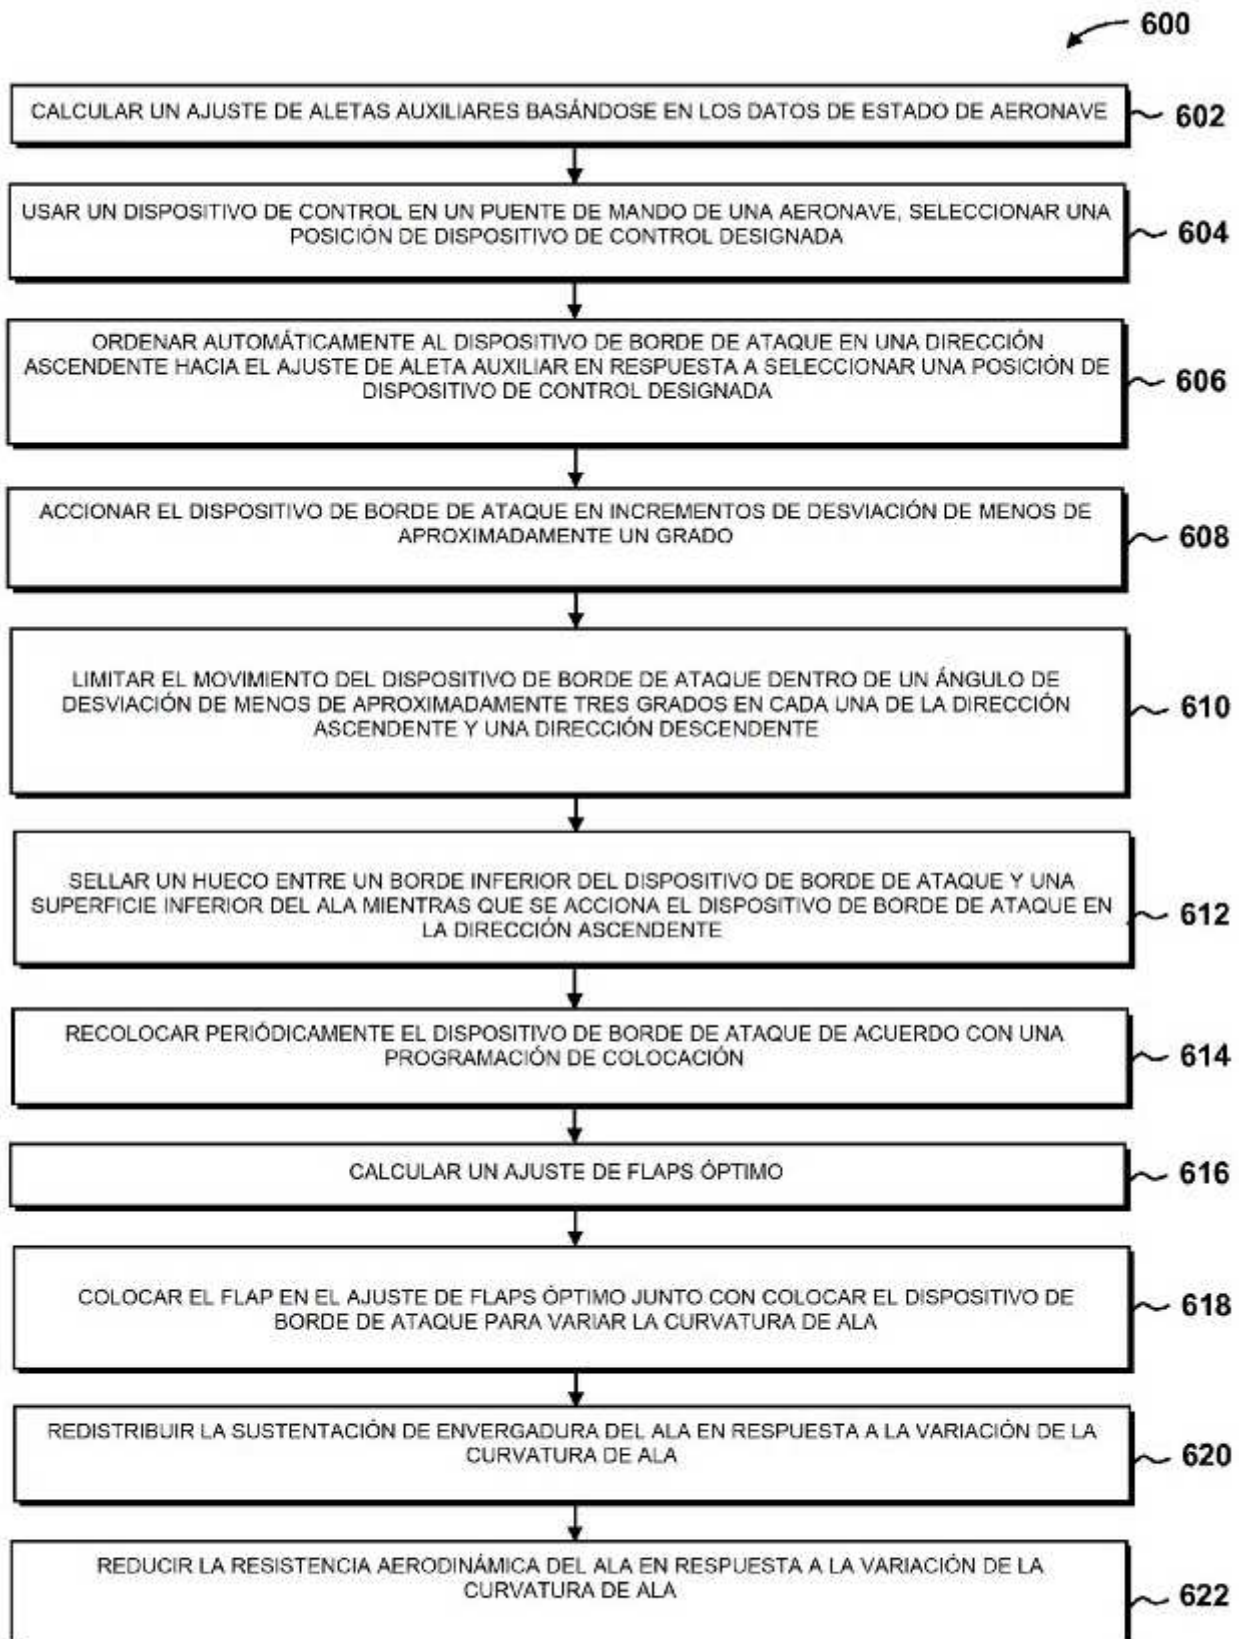 600
CALCULAR UN AJUSTE DE ALETAS AUXILIARES BASÁNDOSE EN LOS DATOS DE ESTADO DE AERONAVE
602
USAR UN DISPOSITIVO DE CONTROL EN UN PUENTE DE MANDO DE UNA AERONAVE, SELECCIONAR UNA
POSICIÓN DE DISPOSITIVO DE CONTROL DESIGNADA
604
ORDENAR AUTOMÁTICAMENTE AL DISPOSITIVO DE BORDE DE ATAQUE EN UNA DIRECCIÓN
ASCENDENTE HACIA EL AJUSTE DE ALETA AUXILIAR EN RESPUESTA A SELECCIONAR UNA POSICIÓN DE
DISPOSITIVO DE CONTROL DESIGNADA
606
ACCIONAR EL DISPOSITIVO DE BORDE DE ATAQUE EN INCREMENTOS DE DESVIACIÓN DE MENOS DE
APROXIMADAMENTE UN GRADO
608
LIMITAR EL MOVIMIENTO DEL DISPOSITIVO DE BORDE DE ATAQUE DENTRO DE UN ÁNGULO DE
DESVIACIÓN DE MENOS DE APROXIMADAMENTE TRES GRADOS EN CADA UNA DE LA DIRECCIÓN
ASCENDENTE Y UNA DIRECCIÓN DESCENDENTE
610
SELLAR UN HUECO ENTRE UN BORDE INFERIOR DEL DISPOSITIVO DE BORDE DE ATAQUE Y UNA
SUPERFICIE INFERIOR DEL ALA MIENTRAS QUE SE ACCIONA EL DISPOSITIVO DE BORDE DE ATAQUE EN
LA DIRECCIÓN ASCENDENTE
612
RECOLOCAR PERIÓDICAMENTE EL DISPOSITIVO DE BORDE DE ATAQUE DE ACUERDO CON UNA
PROGRAMACIÓN DE COLOCACIÓN
614
CALCULAR UN AJUSTE DE FLAPS ÓPTIMO
616
COLOCAR EL FLAP EN EL AJUSTE DE FLAPS ÓPTIMO JUNTO CON COLOCAR EL DISPOSITIVO DE
BORDE DE ATAQUE PARA VARIAR LA CURVATURA DE ALA
618
REDISTRIBUIR LA SUSTENTACIÓN DE ENVERGADURA DEL ALA EN RESPUESTA A LA VARIACIÓN DE LA
CURVATURA DE ALA
620
REDUCIR LA RESISTENCIA AERODINÁMICA DEL ALA EN RESPUESTA A LA VARIACIÓN DE LA
CURVATURA DE ALA
622